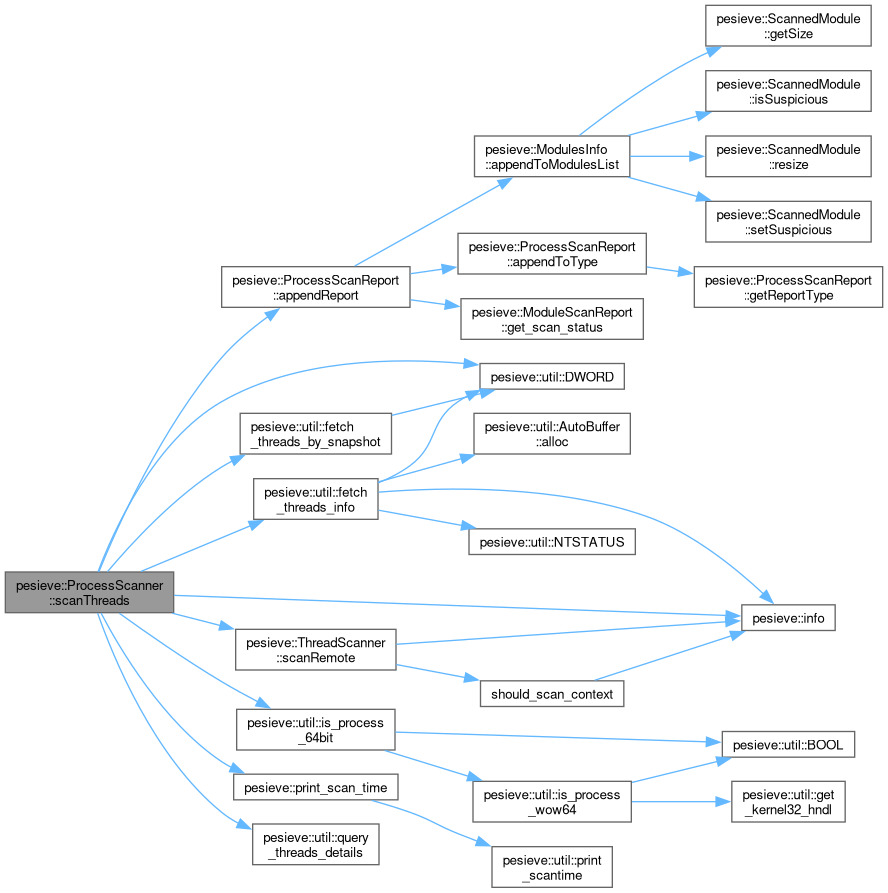 pesieve::ScannedModule
::getSize
pesieve::ScannedModule
::isSuspicious
pesieve::ModulesInfo
::appendToModulesList
pesieve::ScannedModule
::resize
pesieve::ScannedModule
::setSuspicious
pesieve::ProcessScanReport
::appendToType
pesieve::ProcessScanReport
::appendReport
pesieve::ProcessScanReport
::getReportType
pesieve::ModuleScanReport
::get_scan_status
pesieve::util::DWORD
pesieve::util::fetch
_threads_by_snapshot
pesieve::util::AutoBuffer
::alloc
pesieve::util::fetch
_threads_info
pesieve::util::NTSTATUS
pesieve::ProcessScanner
::scanThreads
pesieve::info
pesieve::ThreadScanner
::scanRemote
should_scan_context
pesieve::util::is_process
_64bit
pesieve::util::BOOL
pesieve::print_scan_time
pesieve::util::is_process
_wow64
pesieve::util::get
_kernel32_hndl
pesieve::util::query
_threads_details
pesieve::util::print
_scantime